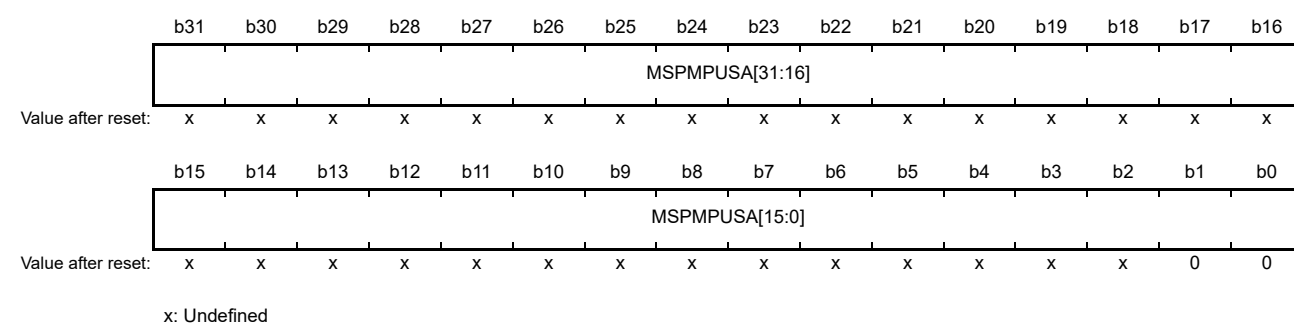 b31 b30 b29 b28 b27 b26 b25 b24 b23 b22 b21 b20 b19 b18 b17 b16
MSPMPUSA[31:16]
Value after reset: x x x x x x x x x x x x x x x x
b15 b14 b13 b12 b11 b10 b9 b8 b7 b6 b5 b4 b3 b2 b1 b0
MSPMPUSA[15:0]
Value after reset: x x x x x x x x x x x x x x 0 0
x: Undefined